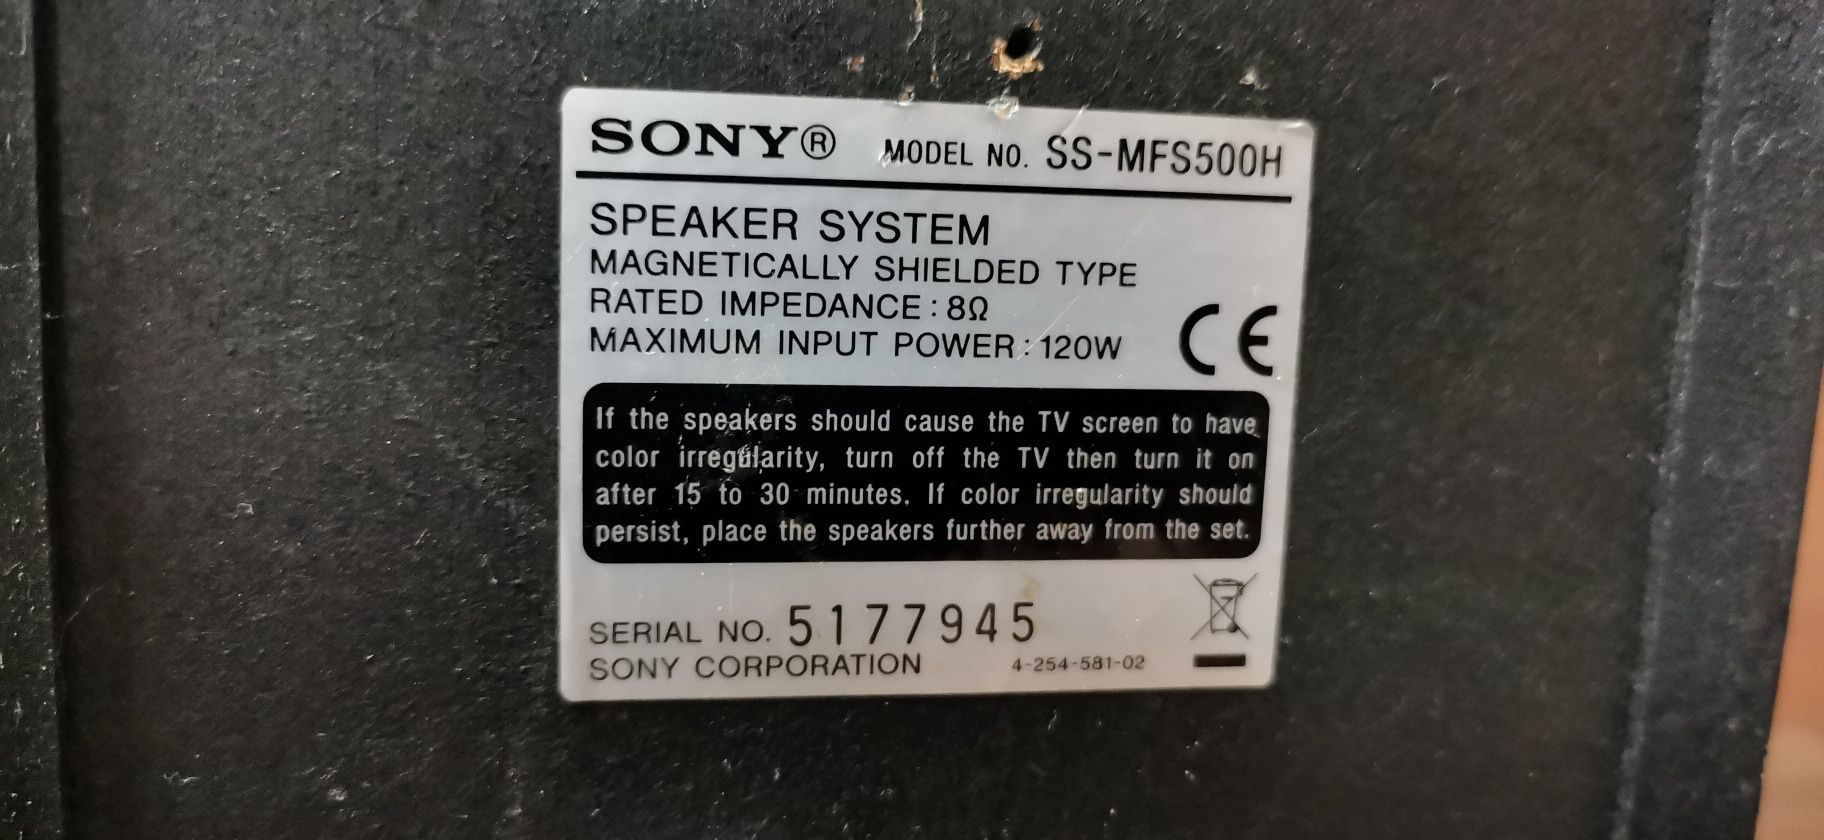 SONY® MODEL NO. SS-MFS500H
SPEAKER SYSTEM
MAGNETICALLY SHIELDED TYPE
RATED IMPEDANCE : 8Ω
MAXIMUM INPUT POWER : 120W
CE
If the speakers should cause the TV screen to have
color irregularity, turn off the TV then turn it on
after 15 to 30 minutes. If color irregularity should
persist, place the speakers further away from the set.
SERIAL NO. 5177945
SONY CORPORATION 4-254-581-02